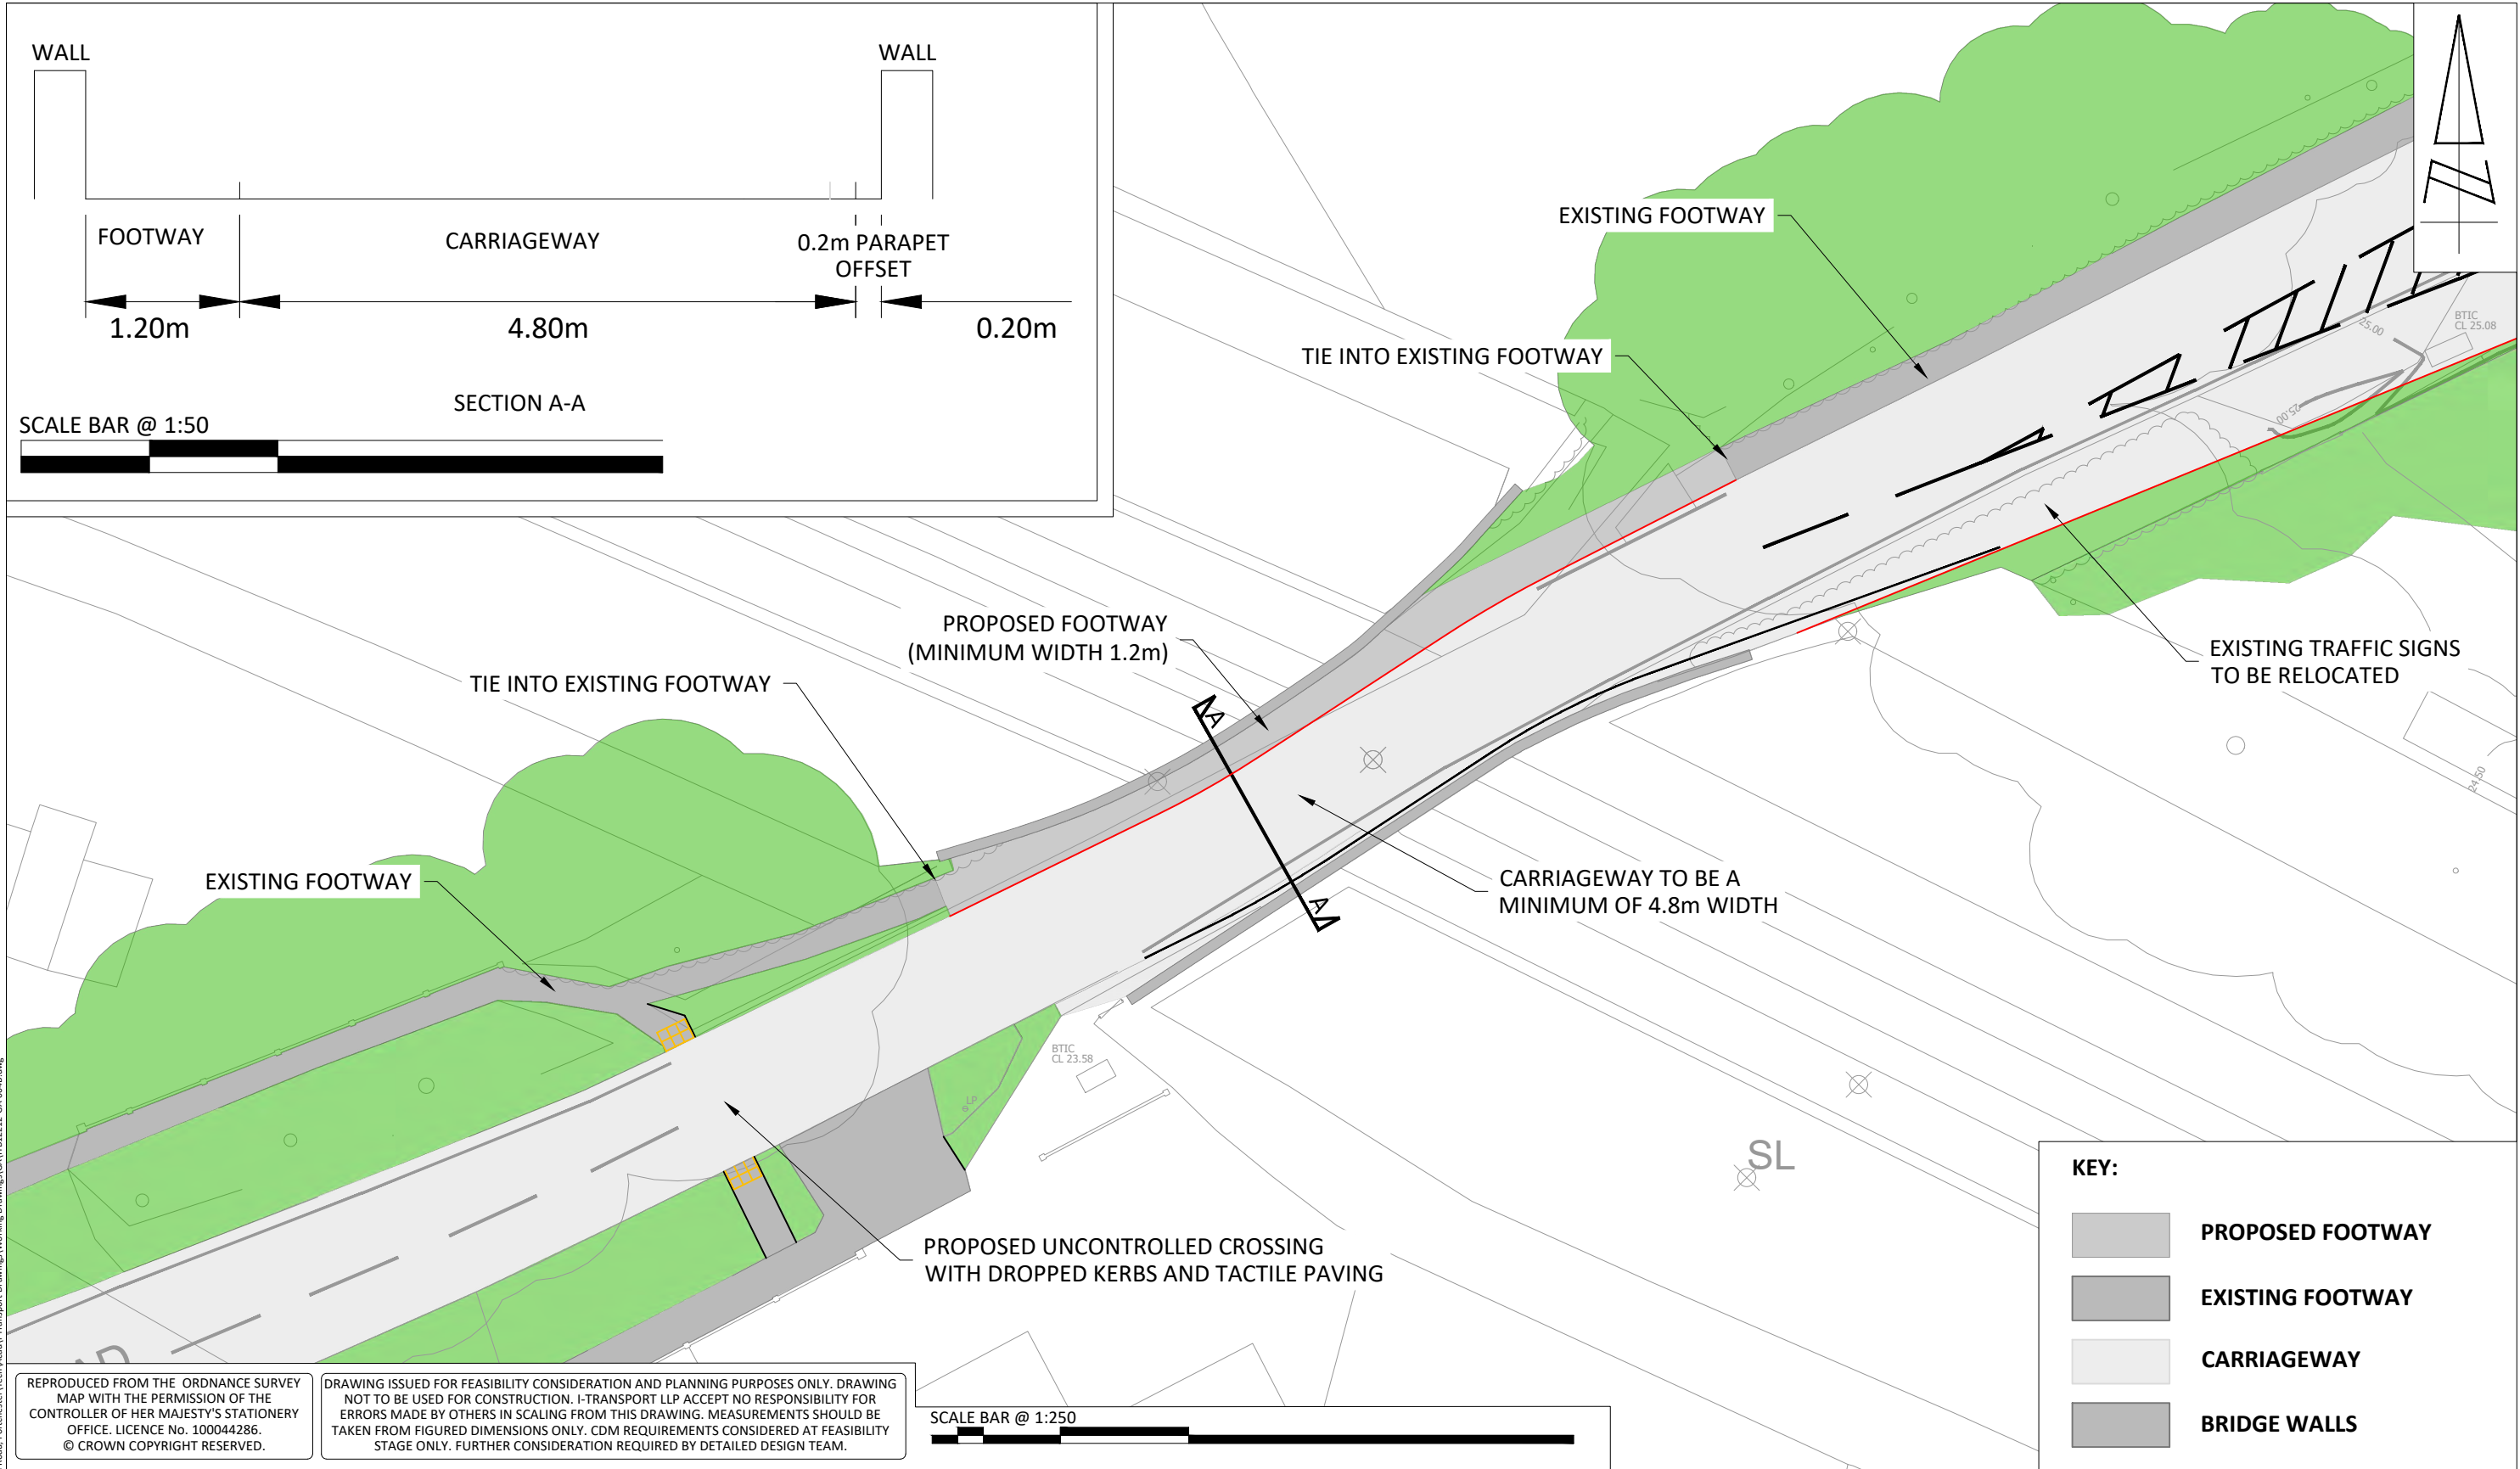 WALL
WALL
FOOTWAY
CARRIAGEWAY
0.2m PARAPET
OFFSET
1.20m
4.80m
0.20m
SECTION A-A
SCALE BAR @ 1:50
EXISTING FOOTWAY
TIE INTO EXISTING FOOTWAY
BTIC
CL 25.08
25.00
25.00
PROPOSED FOOTWAY
(MINIMUM WIDTH 1.2m)
EXISTING TRAFFIC SIGNS
TO BE RELOCATED
TIE INTO EXISTING FOOTWAY
A
24.50
EXISTING FOOTWAY
CARRIAGEWAY TO BE A
MINIMUM OF 4.8m WIDTH
A
BTIC
CL 23.58
LP
SL
PROPOSED UNCONTROLLED CROSSING
WITH DROPPED KERBS AND TACTILE PAVING
KEY:
PROPOSED FOOTWAY
EXISTING FOOTWAY
CARRIAGEWAY
BRIDGE WALLS
REPRODUCED FROM THE ORDNANCE SURVEY
MAP WITH THE PERMISSION OF THE
CONTROLLER OF HER MAJESTY'S STATIONERY
OFFICE. LICENCE No. 100044286.
© CROWN COPYRIGHT RESERVED.
DRAWING ISSUED FOR FEASIBILITY CONSIDERATION AND PLANNING PURPOSES ONLY. DRAWING
NOT TO BE USED FOR CONSTRUCTION. I-TRANSPORT LLP ACCEPT NO RESPONSIBILITY FOR
ERRORS MADE BY OTHERS IN SCALING FROM THIS DRAWING. MEASUREMENTS SHOULD BE
TAKEN FROM FIGURED DIMENSIONS ONLY. CDM REQUIREMENTS CONSIDERED AT FEASIBILITY
STAGE ONLY. FURTHER CONSIDERATION REQUIRED BY DETAILED DESIGN TEAM.
SCALE BAR @ 1:250